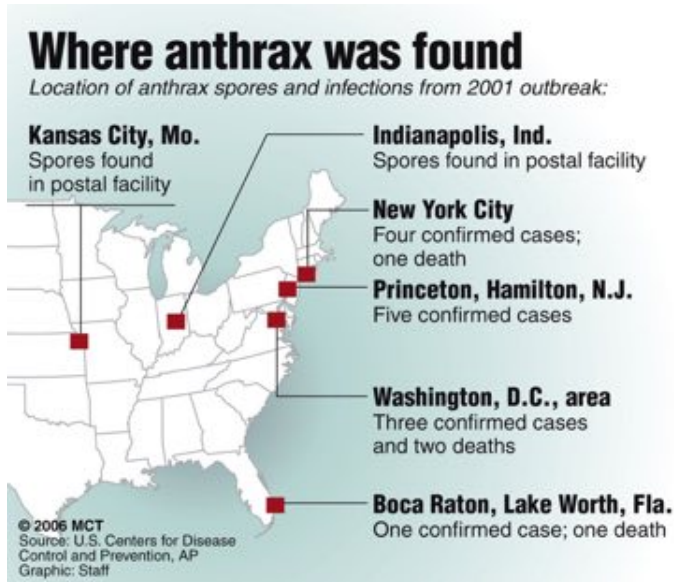 Where anthrax was found
Location of anthrax spores and infections from 2001 outbreak:
Kansas City, Mo.
Spores found
in postal facility
Indianapolis, Ind.
Spores found in postal facility
New York City
Four confirmed cases;
one death
Princeton, Hamilton, N.J.
Five confirmed cases
Washington, D.C., area
Three confirmed cases
and two deaths
Boca Raton, Lake Worth, Fla.
One confirmed case; one death
© 2006 MCT
Source: U.S. Centers for Disease
Control and Prevention, AP
Graphic: Staff